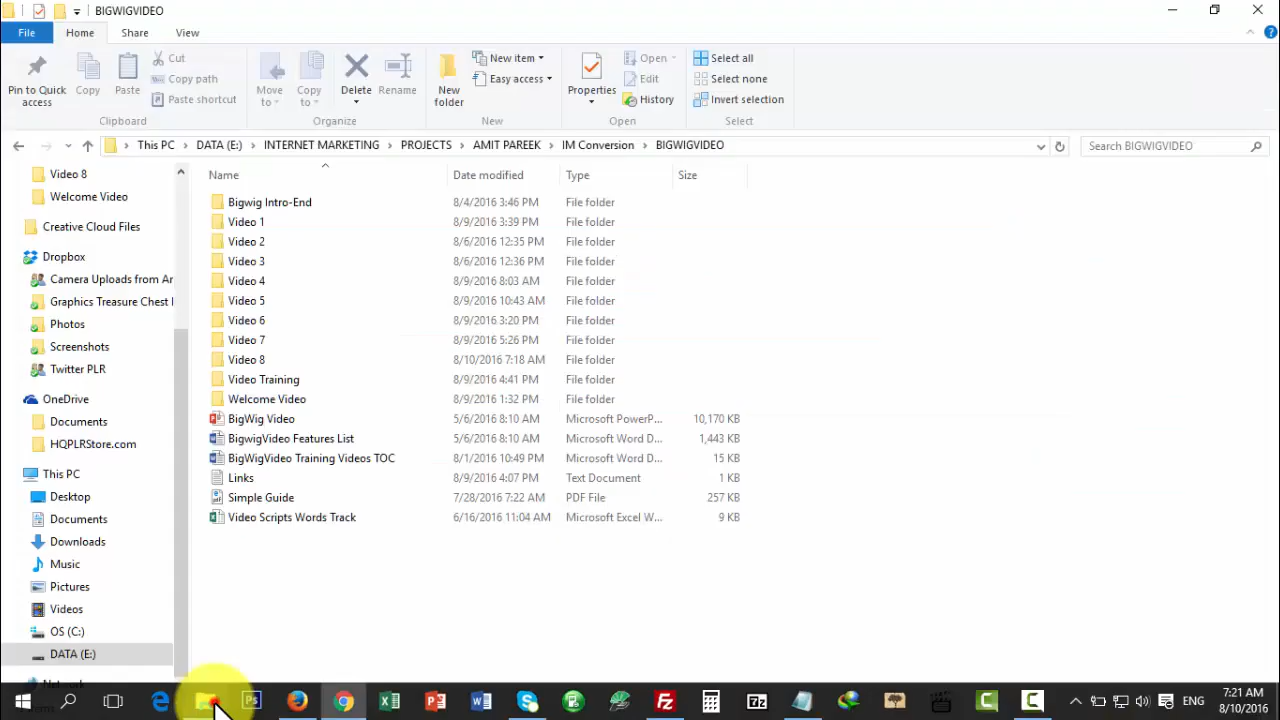 BIGWIGVIDEO
File Home Share View
Pin to Quick access
Copy
Paste
Cut
Copy path
Paste shortcut
Clipboard
Move to
Copy to
Delete
Rename
Organize
New folder
New item
Easy access
New
Properties
Open
Edit
History
Open
Select all
Select none
Invert selection
Select
This PC > DATA (E:) > INTERNET MARKETING > PROJECTS > AMIT PAREEK > IM Conversion > BIGWIGVIDEO
Search BIGWIGVIDEO
Video 8
Welcome Video
Creative Cloud Files
Dropbox
Camera Uploads from Ar
Graphics Treasure Chest
Photos
Screenshots
Twitter PLR
OneDrive
Documents
HQPLRStore.com
This PC
Desktop
Documents
Downloads
Music
Pictures
Videos
OS (C:)
DATA (E:)
Name Date modified Type Size
Bigwig Intro-End 8/4/2016 3:46 PM File folder
Video 1 8/9/2016 3:39 PM File folder
Video 2 8/6/2016 12:35 PM File folder
Video 3 8/6/2016 12:36 PM File folder
Video 4 8/9/2016 8:03 AM File folder
Video 5 8/9/2016 10:43 AM File folder
Video 6 8/9/2016 3:20 PM File folder
Video 7 8/9/2016 5:26 PM File folder
Video 8 8/10/2016 7:18 AM File folder
Video Training 8/9/2016 4:41 PM File folder
Welcome Video 8/9/2016 1:32 PM File folder
BigWig Video 5/6/2016 8:10 AM Microsoft PowerP... 10,170 KB
BigwigVideo Features List 5/6/2016 8:10 AM Microsoft Word D... 1,443 KB
BigWigVideo Training Videos TOC 8/1/2016 10:49 PM Microsoft Word D... 15 KB
Links 8/9/2016 4:07 PM Text Document 1 KB
Simple Guide 7/28/2016 7:22 AM PDF File 257 KB
Video Scripts Words Track 6/16/2016 11:04 AM Microsoft Excel W... 9 KB
Ps
Fz
7z
ENG
7:21 AM
8/10/2016